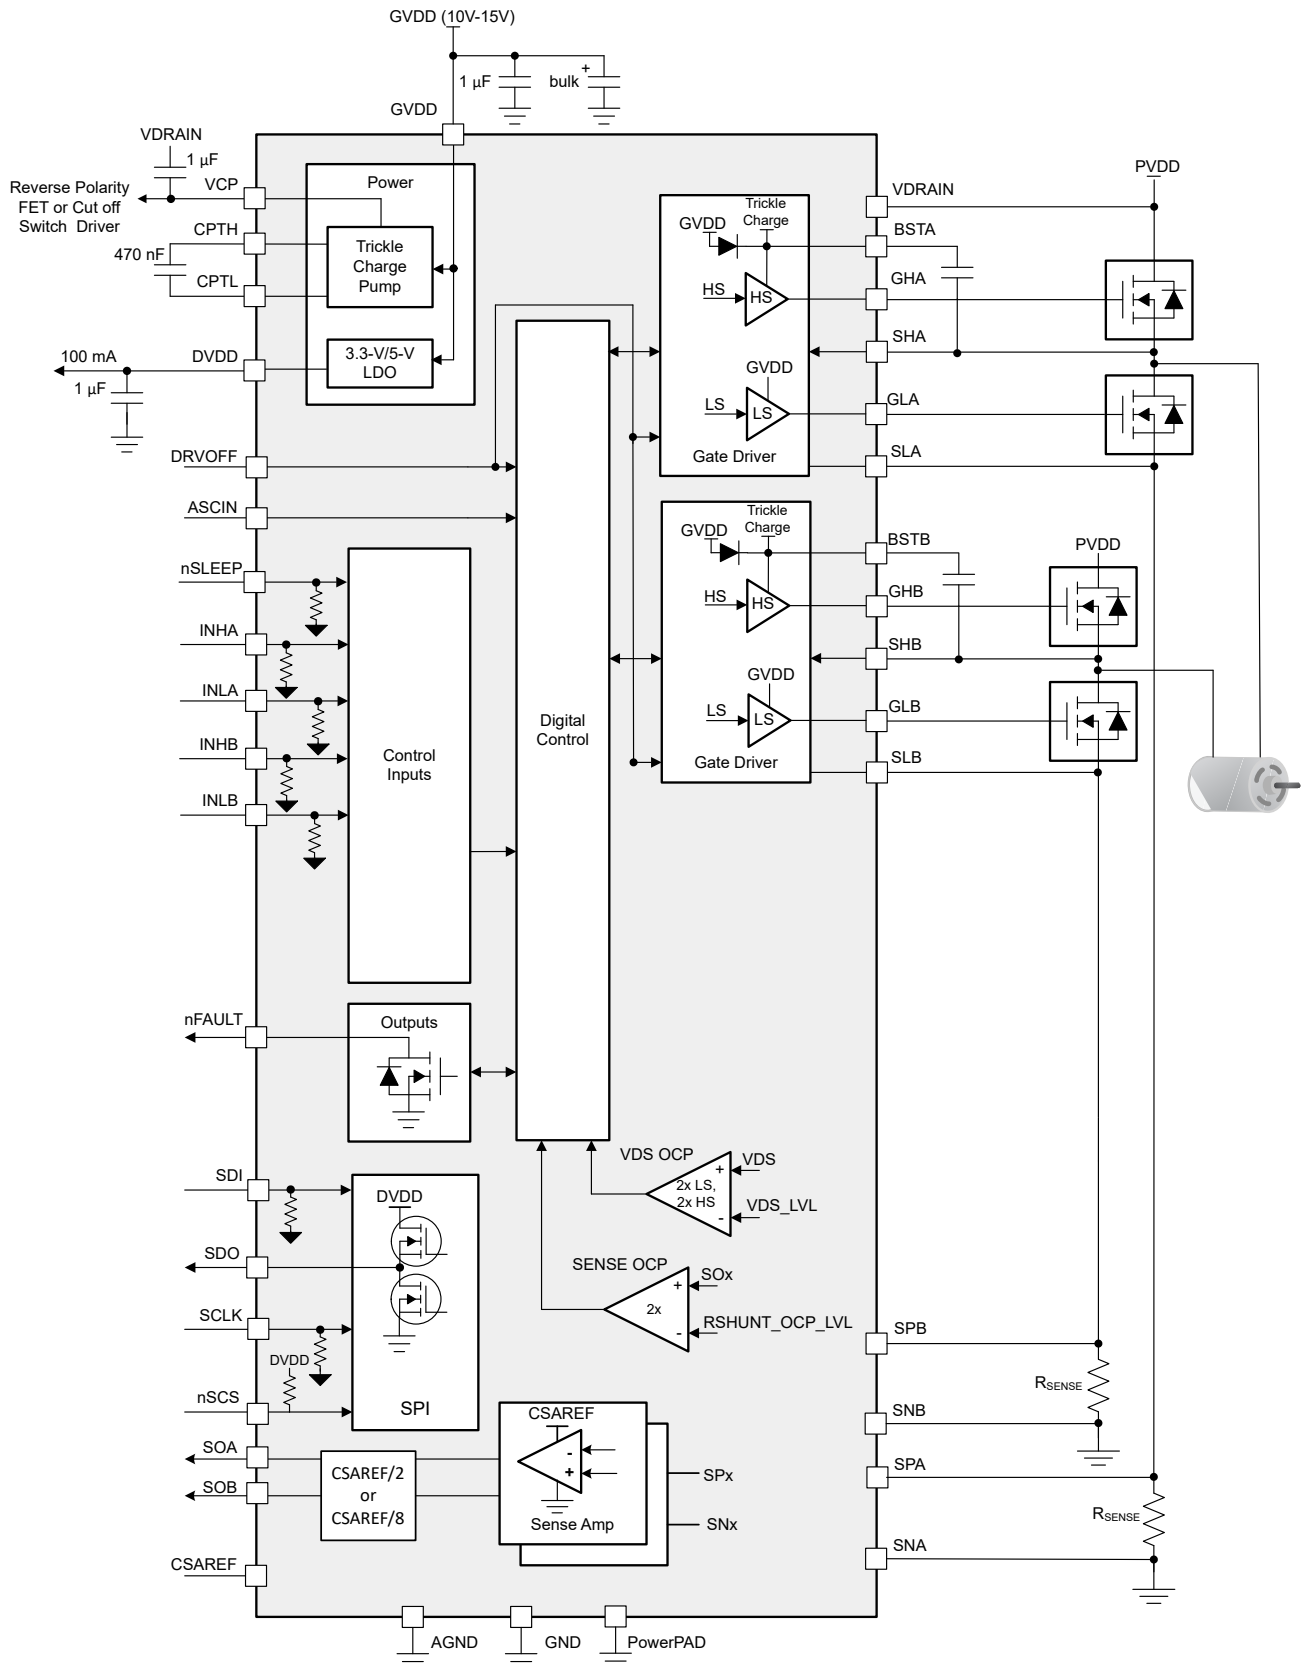 GVDD (10V-15V)
1 µF
bulk
+
GVDD
VDRAIN
1 µF
VCP
Reverse Polarity
FET or Cut off
Switch Driver
CPTH
470 nF
CPTL
Power
Trickle
Charge
Pump
DVDD
100 mA
1 µF
3.3-V/5-V
LDO
DRVOFF
ASCIN
nSLEEP
INHA
INLA
INHB
INLB
Control
Inputs
Digital
Control
nFAULT
Outputs
SDI
SDO
SCLK
DVDD
nSCS
DVDD
SPI
SOA
SOB
CSAREF/2
or
CSAREF/8
CSAREF
Trickle
Charge
GVDD
HS
HS
GVDD
LS
LS
Gate Driver
Trickle
Charge
GVDD
HS
HS
GVDD
LS
LS
Gate Driver
VDRAIN
BSTA
GHA
SHA
GLA
SLA
PVDD
BSTB
GHB
SHB
GLB
SLB
PVDD
VDS OCP
+
2x LS,
2x HS
-
VDS
VDS_LVL
SENSE OCP
+
2x
-
SOx
RSHUNT_OCP_LVL
CSAREF
-
+
Sense Amp
SPx
SNx
SPB
RSENSE
SNB
SPA
RSENSE
SNA
AGND
GND
PowerPAD